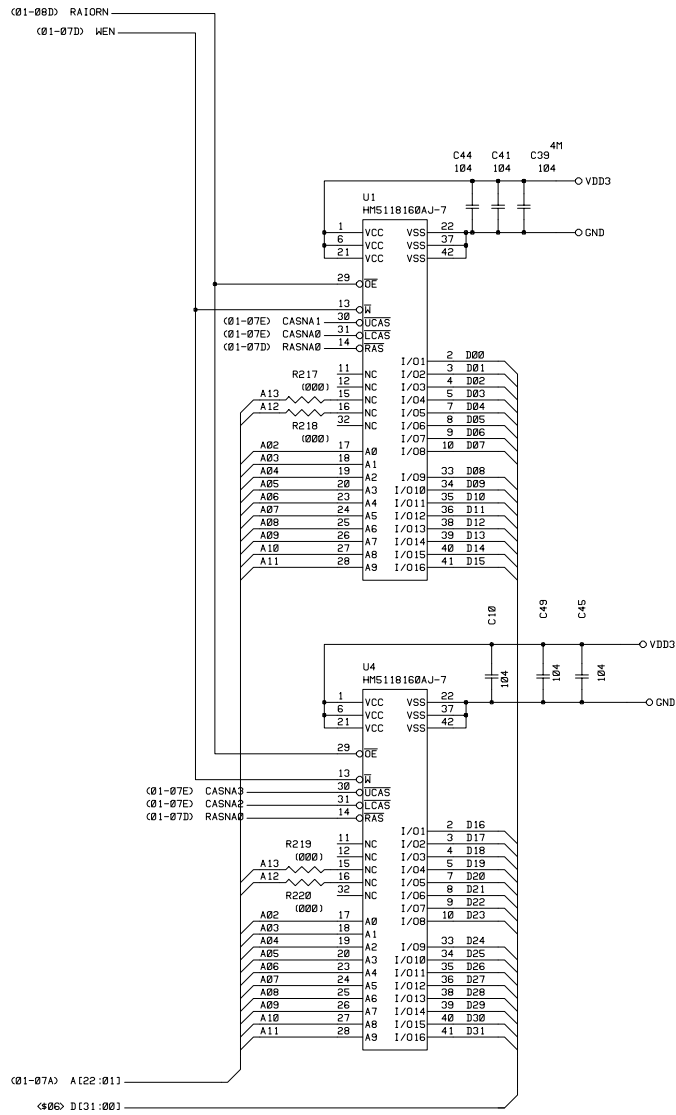 (01-08D) RAIORN
(01-07D) WEN
4M
C44 C41 C39
104 104 104
VDD3
U1
HM5118160AJ-7
1 VCC VSS 22
GND
6 VCC VSS 37
21 VCC VSS 42
29 OE
13 W
(01-07E) CASNA1 30 UCAS
(01-07E) CASNA0 31 LCAS
(01-07D) RASNA0 14 RAS
I/O1 2 D00
R217 11 NC I/O2 3 D01
(000) 12 NC I/O3 4 D02
A13 15 NC I/O4 5 D03
A12 16 NC I/O5 7 D04
R218 32 NC I/O6 8 D05
(000) I/O7 9 D06
A02 17 A0 I/O8 10 D07
A03 18 A1
A04 19 A2 I/O9 33 D08
A05 20 A3 I/O10 34 D09
A06 23 A4 I/O11 35 D10
A07 24 A5 I/O12 36 D11
A08 25 A6 I/O13 38 D12
A09 26 A7 I/O14 39 D13
A10 27 A8 I/O15 40 D14
A11 28 A9 I/O16 41 D15
C10 C49 C45
VDD3
104 104 104
U4
HM5118160AJ-7
1 VCC VSS 22
GND
6 VCC VSS 37
21 VCC VSS 42
29 OE
13 W
(01-07E) CASNA3 30 UCAS
(01-07E) CASNA2 31 LCAS
(01-07D) RASNA0 14 RAS
I/O1 2 D16
R219 11 NC I/O2 3 D17
(000) 12 NC I/O3 4 D18
A13 15 NC I/O4 5 D19
A12 16 NC I/O5 7 D20
R220 32 NC I/O6 8 D21
(000) I/O7 9 D22
A02 17 A0 I/O8 10 D23
A03 18 A1
A04 19 A2 I/O9 33 D24
A05 20 A3 I/O10 34 D25
A06 23 A4 I/O11 35 D26
A07 24 A5 I/O12 36 D27
A08 25 A6 I/O13 38 D28
A09 26 A7 I/O14 39 D29
A10 27 A8 I/O15 40 D30
A11 28 A9 I/O16 41 D31
(01-07A) A[22:01]
($06) D[31:00]